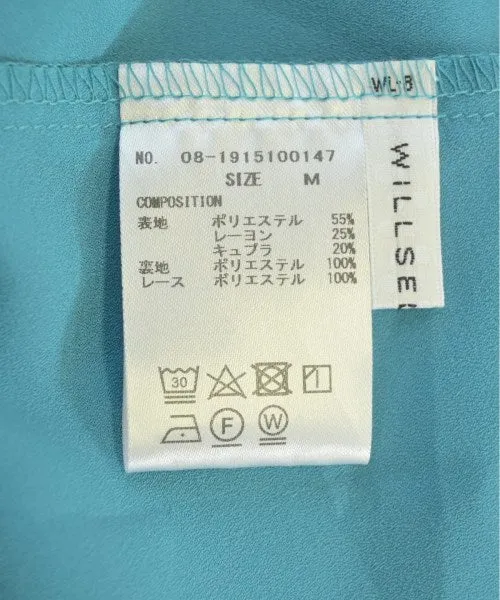 WL-B
NO. 08-1915100147
SIZE M
COMPOSITION
表地 ポリエステル 55%
レーヨン 25%
キュプラ 20%
裏地 ポリエステル 100%
レース ポリエステル 100%
30
F
W
WILLSE